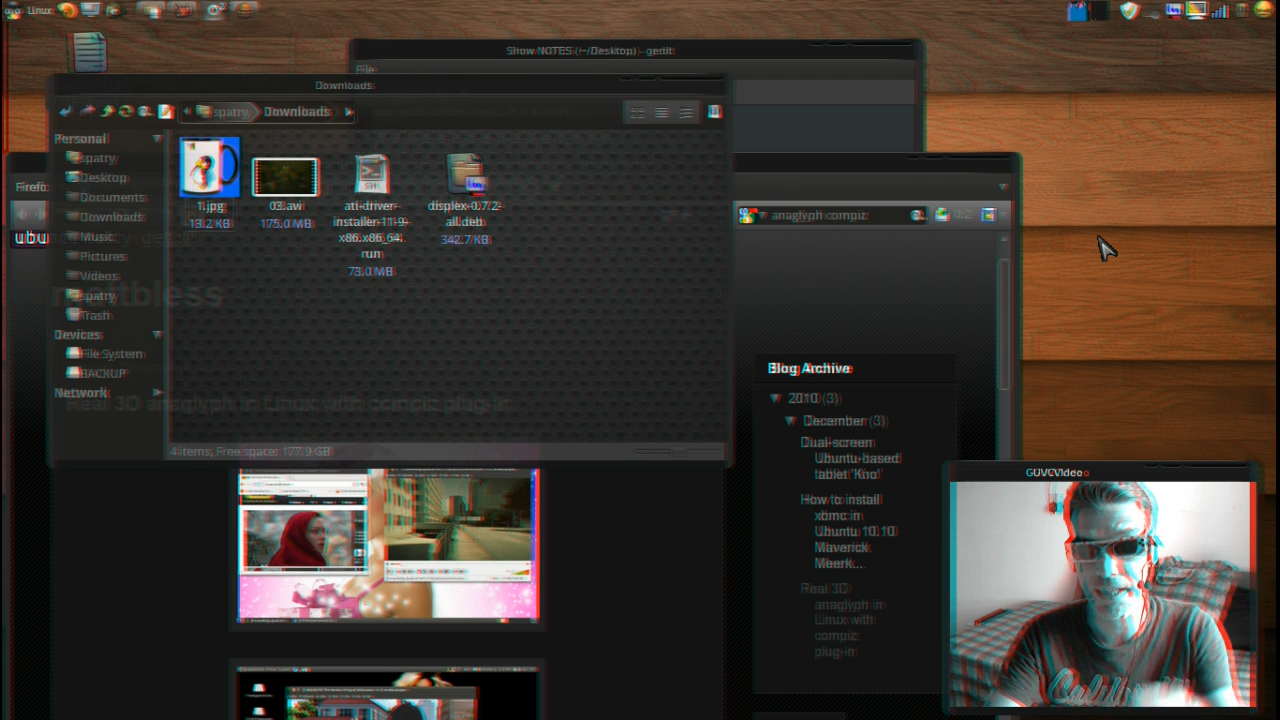 Linux
Show NOTES (~/Desktop) - gedit
File
Downloads
spatry
Downloads
Personal
spatry
Desktop
Documents
Downloads
Music
Pictures
Videos
spatry
Trash
Devices
File System
BACKUP
Network
1.jpg
13.2 KB
03.avi
175.0 MB
ati-driver-
installer-11-9-
x86.x86_64.
run
73.0 MB
displex-0.7.2-
all.deb
342.7 KB
4 items, Free space: 177.9 GB
Firefo
ubu
mattbless
Real 3D anaglyph in Linux with compiz plug-in
anaglyph compiz
Blog Archive
2010 (3)
December (3)
Dual-screen
Ubuntu-based
tablet 'Kno'
How to install
xbmc in
Ubuntu 10.10
Maverick
Meerk...
Real 3D
anaglyph in
Linux with
compiz
plug-in
GUVCVideo